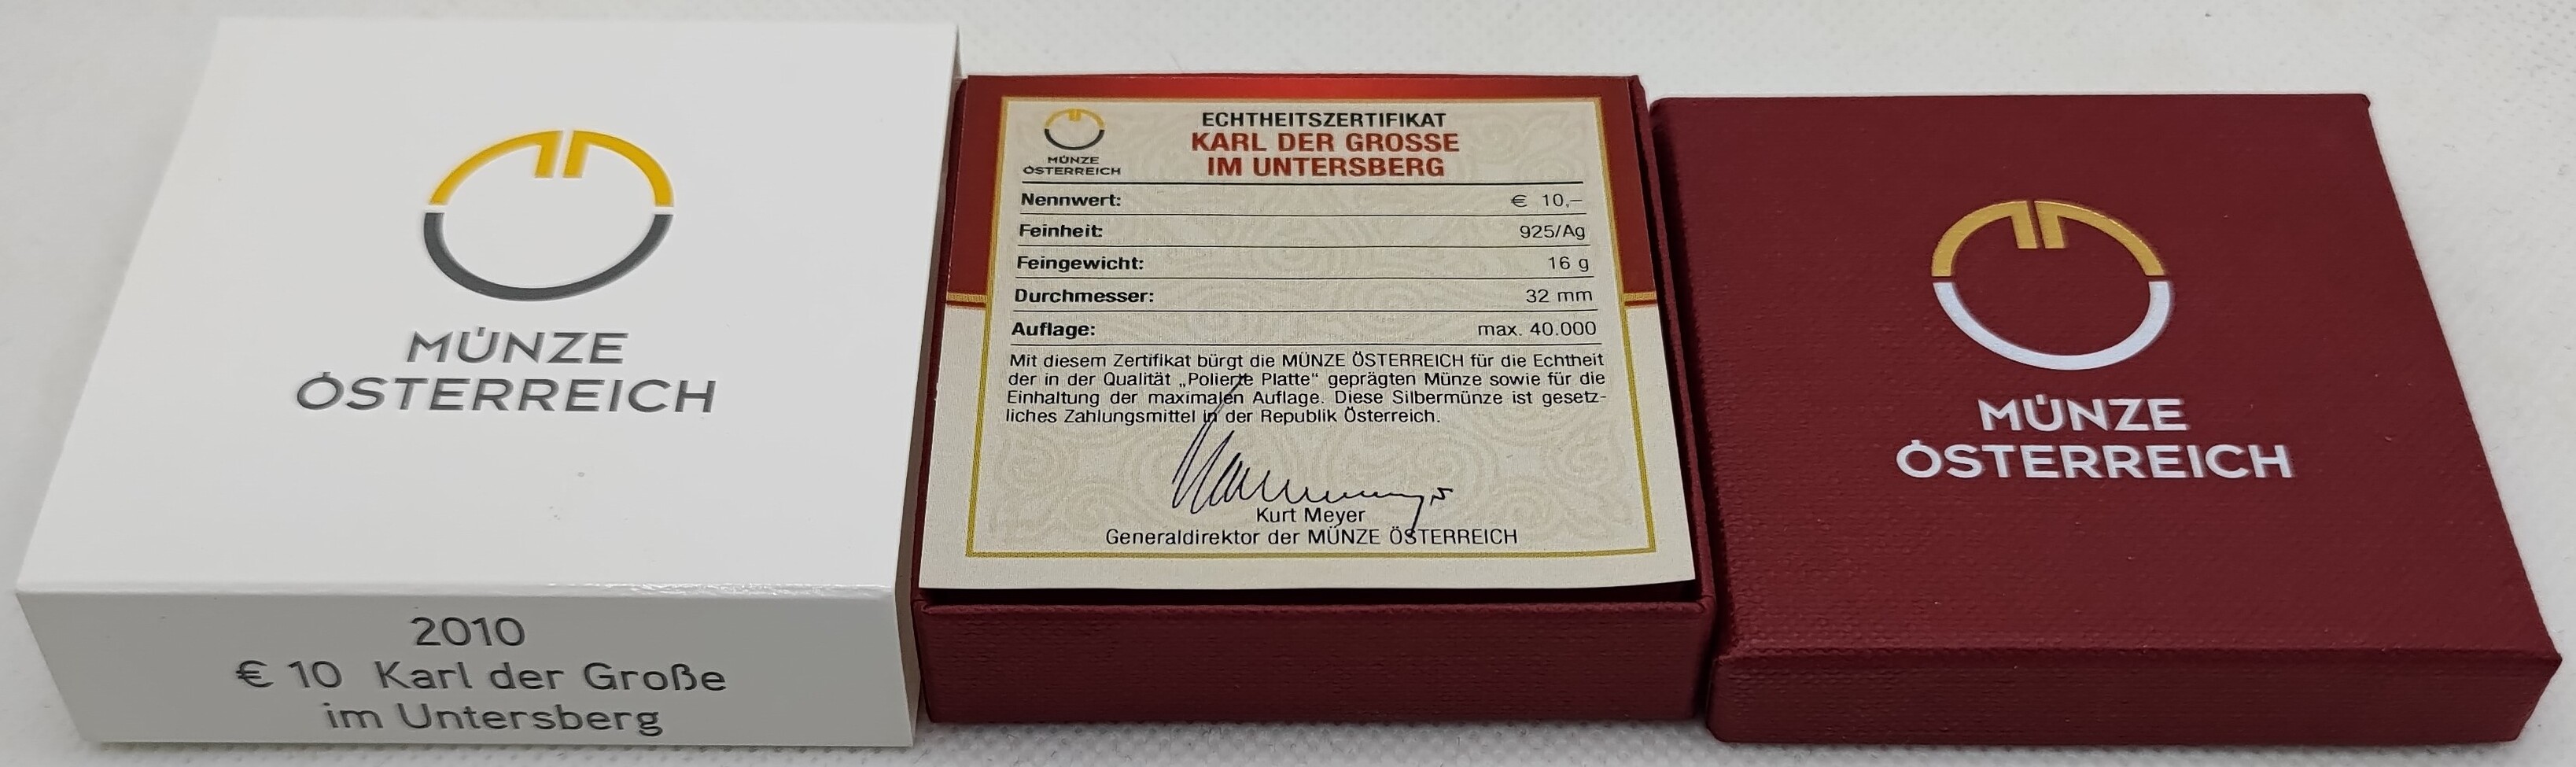 MÜNZE
ÖSTERREICH
2010
€ 10 Karl der Große
im Untersberg
MÜNZE
ÖSTERREICH
ECHTHEITSZERTIFIKAT
KARL DER GROSSE
IM UNTERSBERG
Nennwert: € 10,–
Feinheit: 925/Ag
Feingewicht: 16 g
Durchmesser: 32 mm
Auflage: max. 40.000
Mit diesem Zertifikat bürgt die MÜNZE ÖSTERREICH für die Echtheit
der in der Qualität „Polierte Platte“ geprägten Münze sowie für die
Einhaltung der maximalen Auflage. Diese Silbermünze ist gesetz-
liches Zahlungsmittel in der Republik Österreich.
Kurt Meyer
Generaldirektor der MÜNZE ÖSTERREICH
MÜNZE
ÖSTERREICH